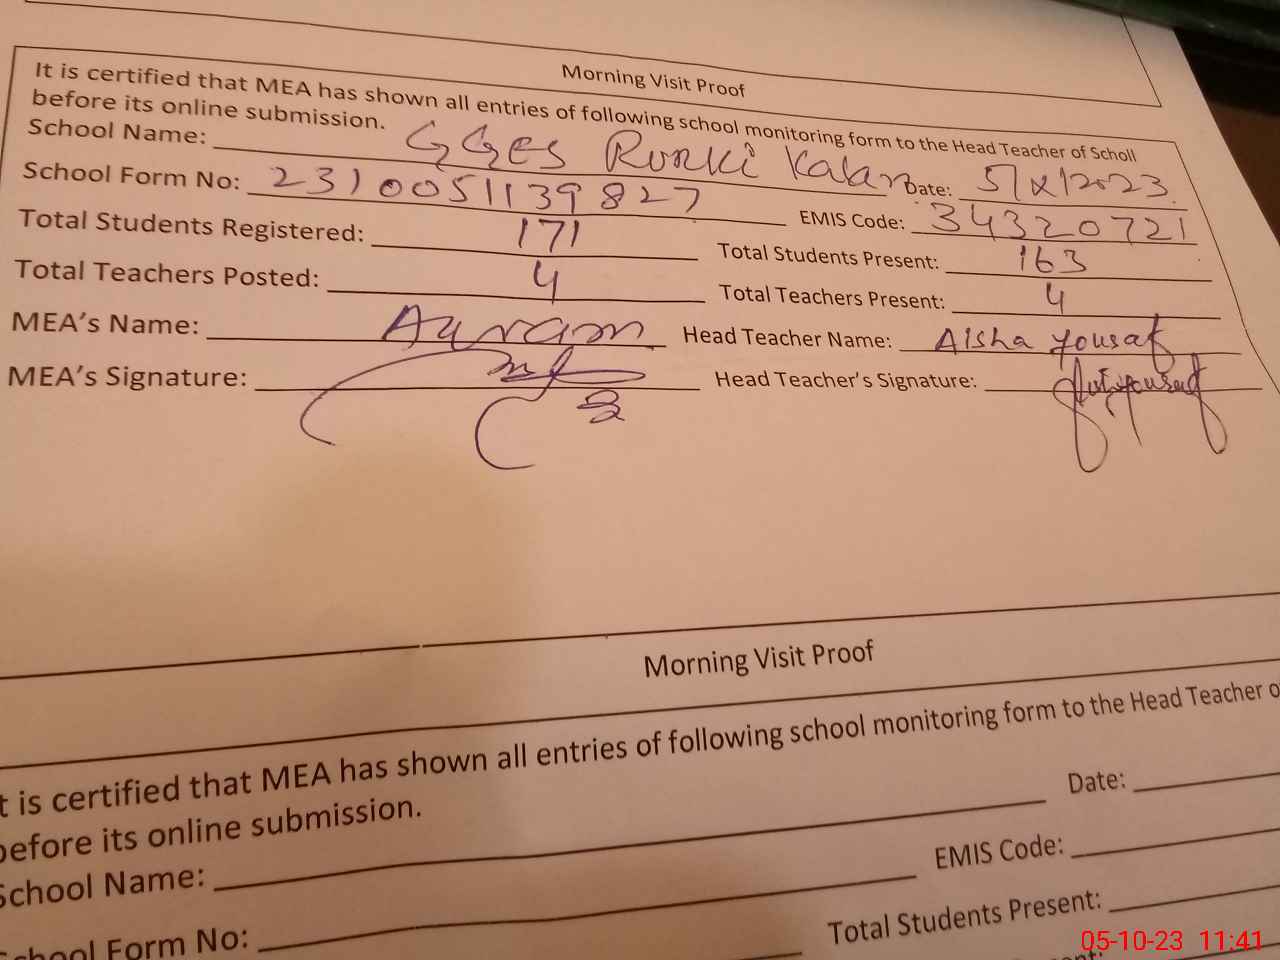 Morning Visit Proof
It is certified that MEA has shown all entries of following school monitoring form to the Head Teacher of Scholl
before its online submission.
School Name: GGES Runki Kalan Date: 5/x/2023
School Form No: 2310051139827 EMIS Code: 34320721
Total Students Registered: 171 Total Students Present: 163
Total Teachers Posted: 4 Total Teachers Present: 4
MEA's Name: Head Teacher Name: Aisha Yousaf
MEA's Signature: Head Teacher's Signature:
Morning Visit Proof
t is certified that MEA has shown all entries of following school monitoring form to the Head Teacher o
before its online submission.
School Name: Date:
School Form No: EMIS Code:
Total Students Present:
05-10-23 11:41